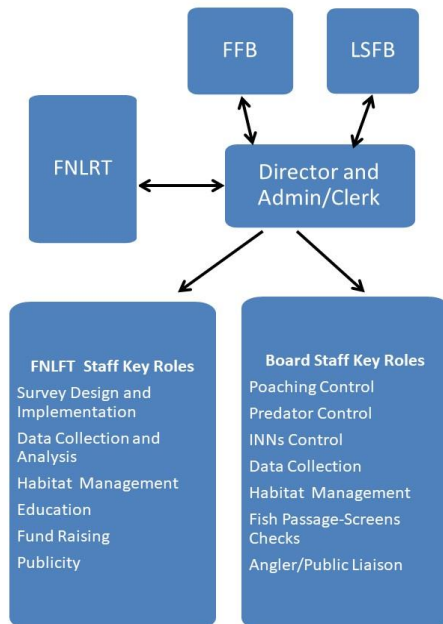 FFB
LSFB
FNLRT
Director and
Admin/Clerk
FNLFT Staff Key Roles
Survey Design and
Implementation
Data Collection and
Analysis
Habitat Management
Education
Fund Raising
Publicity
Board Staff Key Roles
Poaching Control
Predator Control
INNs Control
Data Collection
Habitat Management
Fish Passage-Screens
Checks
Angler/Public Liaison